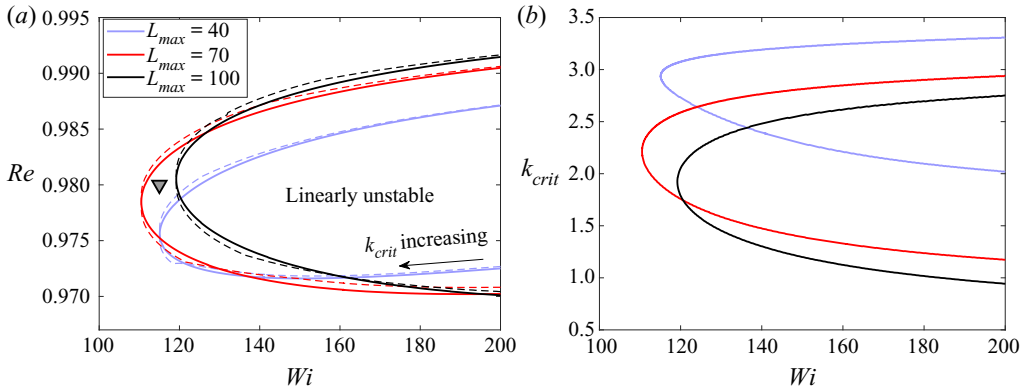 (a)
0.995
0.990
0.985
0.980
0.975
0.970
Re
L_max = 40
L_max = 70
L_max = 100
Linearly unstable
k_crit increasing
100 120 140 160 180 200
Wi
(b)
3.5
3.0
2.5
2.0
1.5
1.0
0.5
k_crit
100 120 140 160 180 200
Wi